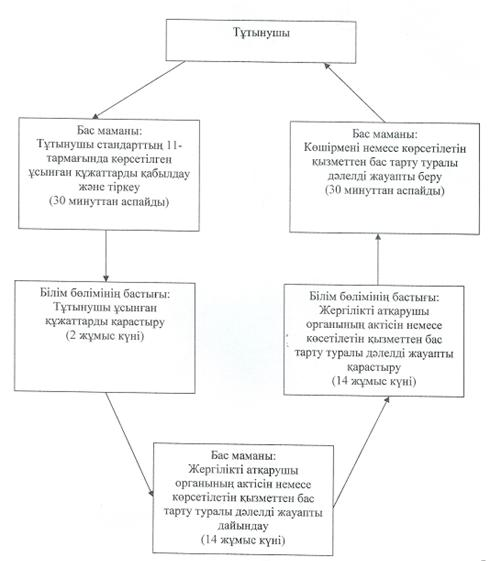 Тұтынушы
Бас маманы:
Тұтынушы стандарттың 11-
тармағында көрсетілген
ұсынған құжаттарды қабылдау
және тіркеу
(30 минуттан аспайды)
Білім бөлімінің бастығы:
Тұтынушы ұсынған
құжаттарды қарастыру
(2 жұмыс күні)
Бас маманы:
Жергілікті атқарушы
органының актісін немесе
көрсетілетін қызметтен бас
тарту туралы дәлелді жауапты
дайындау
(14 жұмыс күні)
Білім бөлімінің бастығы:
Жергілікті атқарушы
органының актісін немесе
көсетілетін қызметтен бас
тарту туралы дәлелді жауапты
қарастыру
(14 жұмыс күні)
Бас маманы:
Көшірмені немесе көрсетілетін
қызметтен бас тарту туралы
дәлелді жауапты беру
(30 минуттан аспайды)